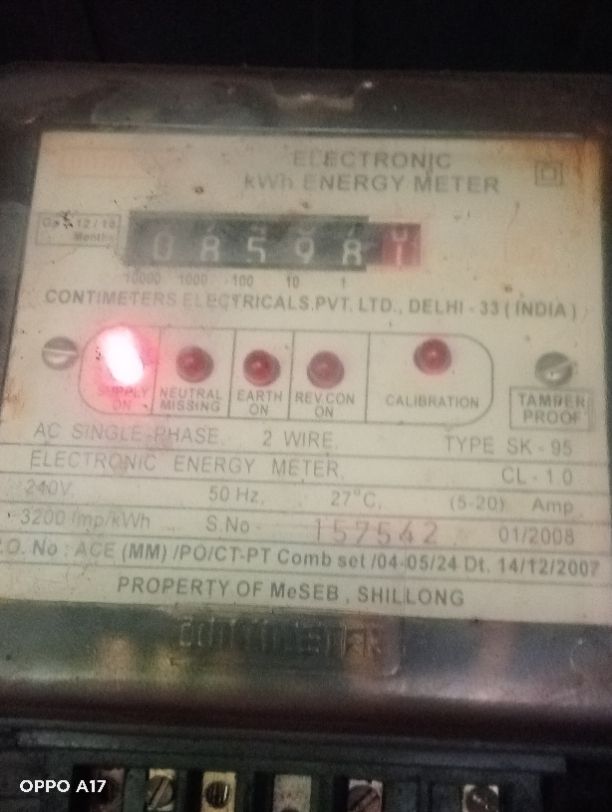 ELECTRONIC
kWh ENERGY METER
Months
08598 1
10000 1000 100 10 1
CONTIMETERS ELECTRICALS.PVT. LTD., DELHI - 33 ( INDIA )
SUPPLY ON
NEUTRAL MISSING
EARTH ON
REV.CON ON
CALIBRATION
TAMPER PROOF
AC SINGLE-PHASE. 2 WIRE. TYPE SK - 95
ELECTRONIC ENERGY METER. CL - 1.0
240V. 50 Hz. 27°C. (5-20) Amp
3200 /mp/kWh S.No - 157542 01/2008
.O. No : ACE (MM) /PO/CT-PT Comb set /04-05/24 Dt. 14/12/2007
PROPERTY OF MeSEB , SHILLONG
OPPO A17